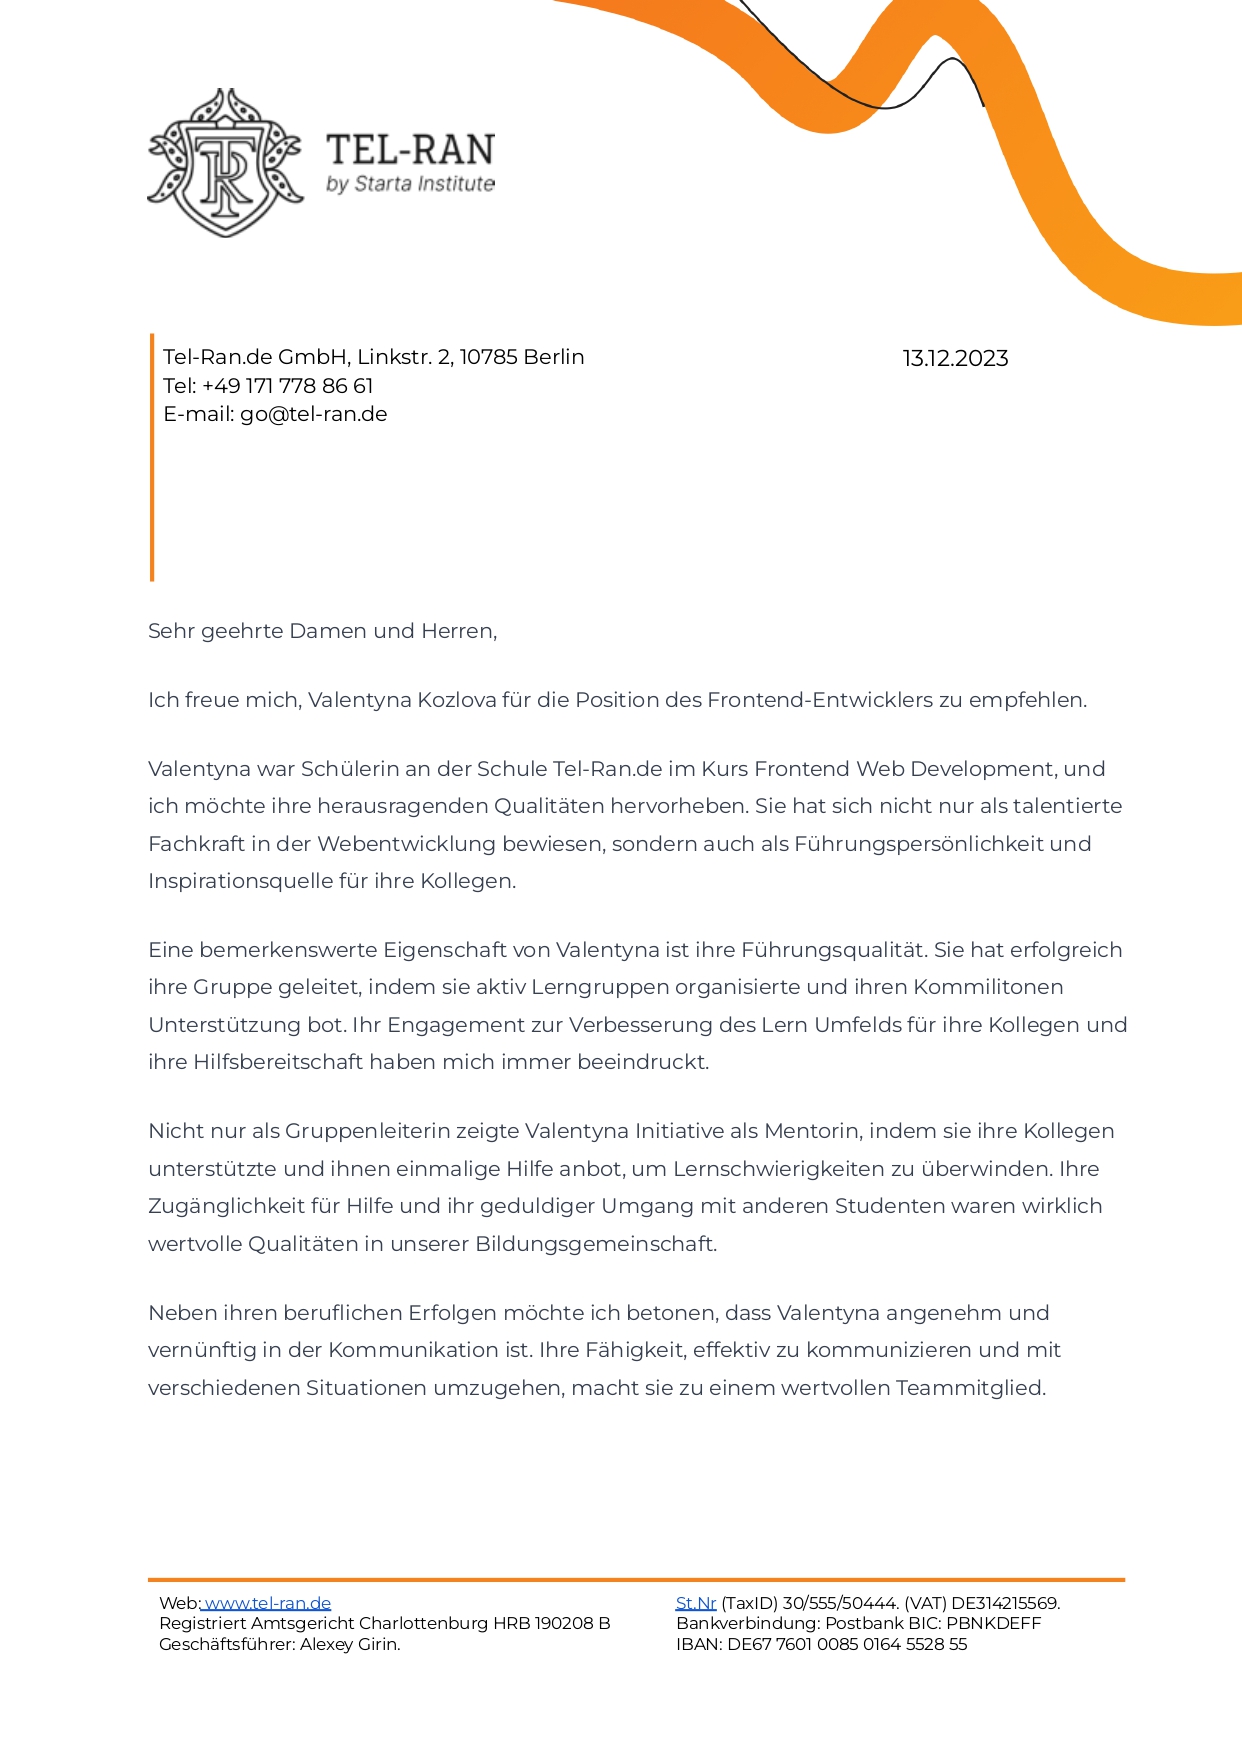 TEL-RAN
by Starta Institute
Tel-Ran.de GmbH, Linkstr. 2, 10785 Berlin
13.12.2023
Tel: +49 171 778 86 61
E-mail: go@tel-ran.de
Sehr geehrte Damen und Herren,
Ich freue mich, Valentyna Kozlova für die Position des Frontend-Entwicklers zu empfehlen.
Valentyna war Schülerin an der Schule Tel-Ran.de im Kurs Frontend Web Development, und
ich möchte ihre herausragenden Qualitäten hervorheben. Sie hat sich nicht nur als talentierte
Fachkraft in der Webentwicklung bewiesen, sondern auch als Führungspersönlichkeit und
Inspirationsquelle für ihre Kollegen.
Eine bemerkenswerte Eigenschaft von Valentyna ist ihre Führungsqualität. Sie hat erfolgreich
ihre Gruppe geleitet, indem sie aktiv Lerngruppen organisierte und ihren Kommilitonen
Unterstützung bot. Ihr Engagement zur Verbesserung des Lern Umfelds für ihre Kollegen und
ihre Hilfsbereitschaft haben mich immer beeindruckt.
Nicht nur als Gruppenleiterin zeigte Valentyna Initiative als Mentorin, indem sie ihre Kollegen
unterstützte und ihnen einmalige Hilfe anbot, um Lernschwierigkeiten zu überwinden. Ihre
Zugänglichkeit für Hilfe und ihr geduldiger Umgang mit anderen Studenten waren wirklich
wertvolle Qualitäten in unserer Bildungsgemeinschaft.
Neben ihren beruflichen Erfolgen möchte ich betonen, dass Valentyna angenehm und
vernünftig in der Kommunikation ist. Ihre Fähigkeit, effektiv zu kommunizieren und mit
verschiedenen Situationen umzugehen, macht sie zu einem wertvollen Teammitglied.
Web: www.tel-ran.de
Registriert Amtsgericht Charlottenburg HRB 190208 B
Geschäftsführer: Alexey Girin.
St.Nr (TaxID) 30/555/50444. (VAT) DE314215569.
Bankverbindung: Postbank BIC: PBNKDEFF
IBAN: DE67 7601 0085 0164 5528 55